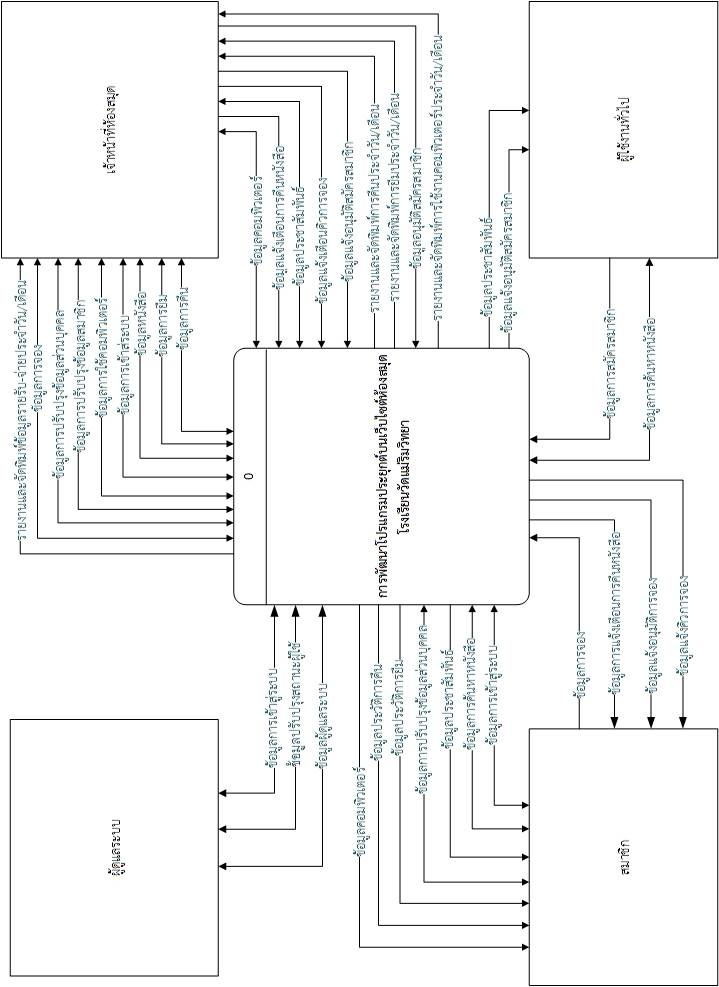 เจ้าหน้าที่ห้องสมุด
ผู้ใช้งานทั่วไป
ผู้ดูแลระบบ
สมาชิก
0
การพัฒนาโปรแกรมประยุกต์บนเว็บไซต์ห้องสมุด
โรงเรียนวัดแม่ริมวิทยา
รายงานและจัดพิมพ์ข้อมูลรายรับ-จ่ายประจำวัน/เดือน
ข้อมูลการจอง
ข้อมูลการปรับปรุงข้อมูลส่วนบุคคล
ข้อมูลการปรับปรุงข้อมูลสมาชิก
ข้อมูลการใช้คอมพิวเตอร์
ข้อมูลการเข้าสู่ระบบ
ข้อมูลหนังสือ
ข้อมูลการยืม
ข้อมูลการคืน
ข้อมูลคอมพิวเตอร์
ข้อมูลแจ้งเตือนการคืนหนังสือ
ข้อมูลประชาสัมพันธ์
ข้อมูลแจ้งเตือนคิวการจอง
ข้อมูลแจ้งอนุมัติสมัครสมาชิก
รายงานและจัดพิมพ์การคืนประจำวัน/เดือน
รายงานและจัดพิมพ์การยืมประจำวัน/เดือน
ข้อมูลอนุมัติสมัครสมาชิก
รายงานและจัดพิมพ์การใช้งานคอมพิวเตอร์ประจำวัน/เดือน
ข้อมูลประชาสัมพันธ์
ข้อมูลแจ้งอนุมัติสมัครสมาชิก
ข้อมูลการสมัครสมาชิก
ข้อมูลการค้นหาหนังสือ
ข้อมูลการเข้าสู่ระบบ
ข้อมูลปรับปรุงสถานะผู้ใช้
ข้อมูลผู้ดูแลระบบ
ข้อมูลคอมพิวเตอร์
ข้อมูลประวัติการคืน
ข้อมูลประวัติการยืม
ข้อมูลการปรับปรุงข้อมูลส่วนบุคคล
ข้อมูลประชาสัมพันธ์
ข้อมูลการค้นหาหนังสือ
ข้อมูลการเข้าสู่ระบบ
ข้อมูลการจอง
ข้อมูลการแจ้งเตือนการคืนหนังสือ
ข้อมูลแจ้งอนุมัติการจอง
ข้อมูลแจ้งคิวการจอง